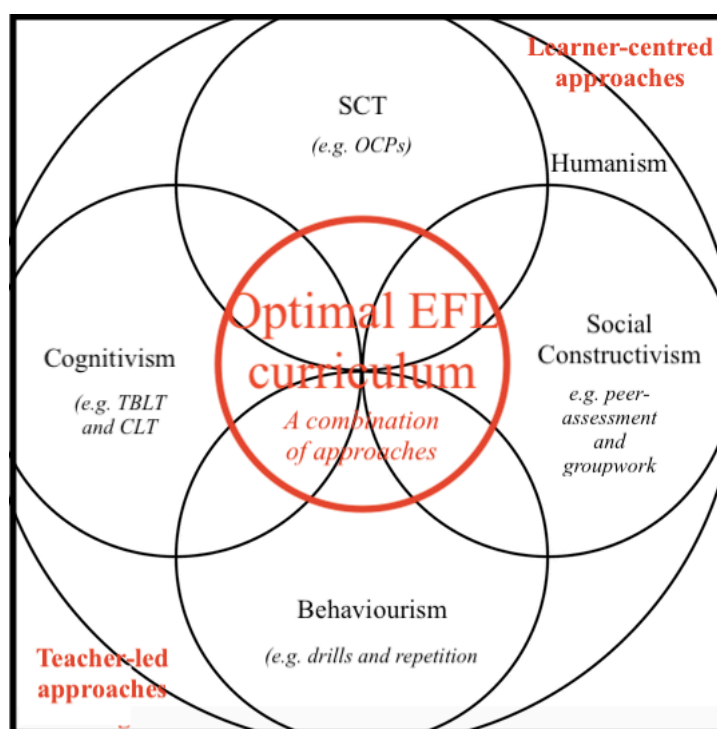 Learner-centred
approaches
SCT
(e.g. OCPs)
Humanism
Optimal EFL
curriculum
A combination
of approaches
Cognitivism
(e.g. TBLT
and CLT
Social
Constructivism
e.g. peer-
assessment
and
groupwork
Behaviourism
(e.g. drills and repetition
Teacher-led
approaches